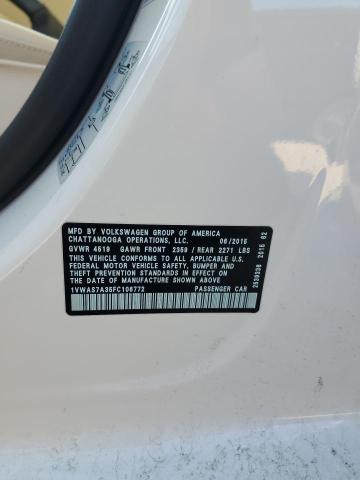 MFD BY VOLKSWAGEN GROUP OF AMERICA
CHATTANOOGA OPERATIONS, LLC. 06/2015
GVWR 4519 GAWR FRONT 2359 / REAR 2271 LBS
THIS VEHICLE CONFORMS TO ALL APPLICABLE U.S.
FEDERAL MOTOR VEHICLE SAFETY, BUMPER AND
THEFT PREVENTION STANDARDS IN EFFECT ON
THE DATE OF MANUFACTURE SHOWN ABOVE.
1VWAS7A35FC106772 PASSENGER CAR